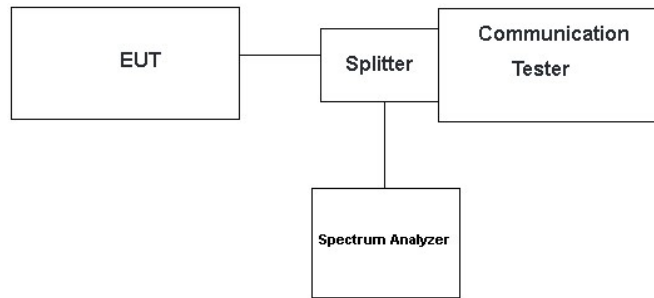 EUT
Splitter
Communication
Tester
Spectrum Analyzer